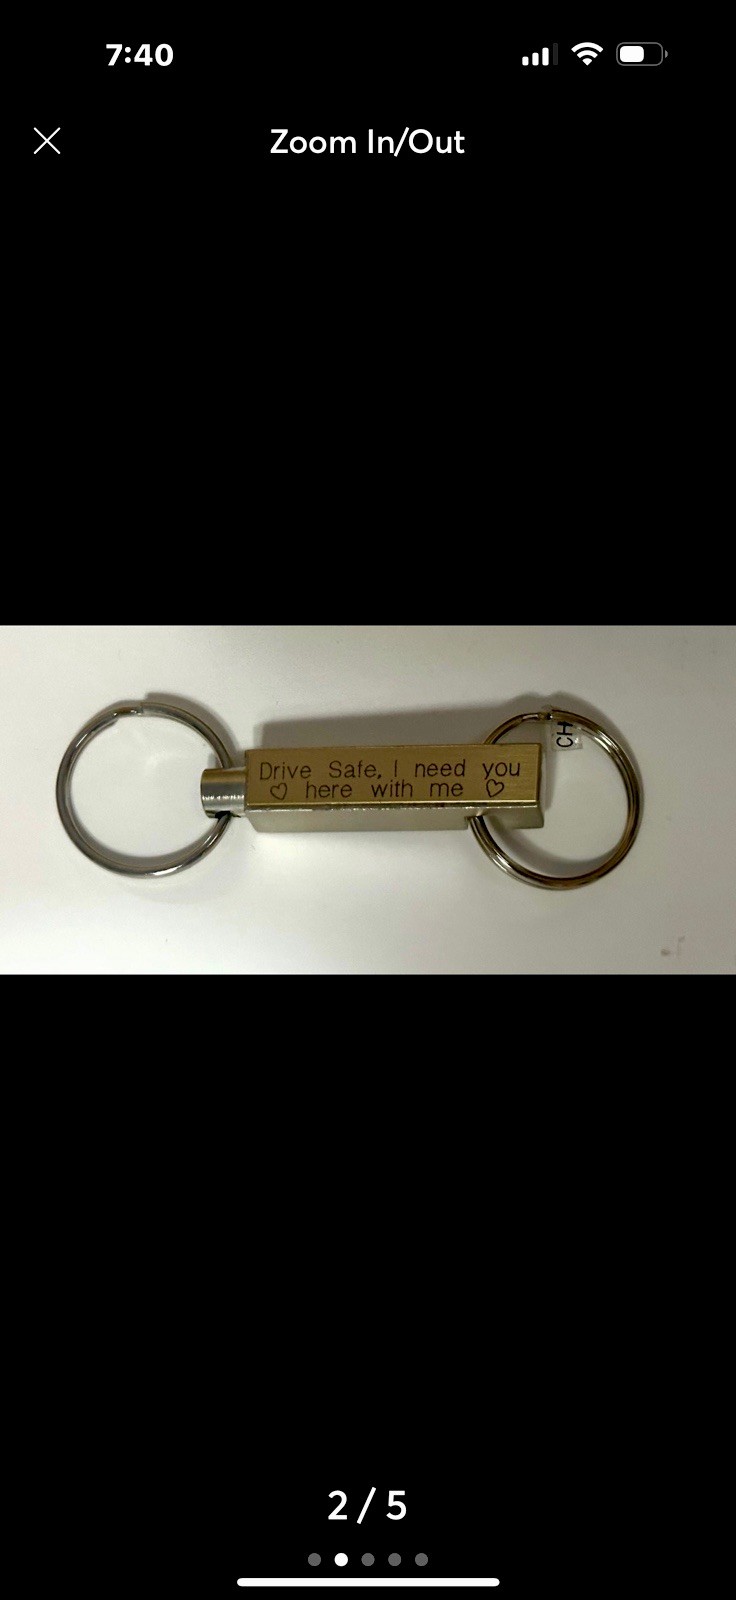 7:40
Zoom In/Out
Drive Safe, I need you
♡ here with me ♡
CH
2 / 5